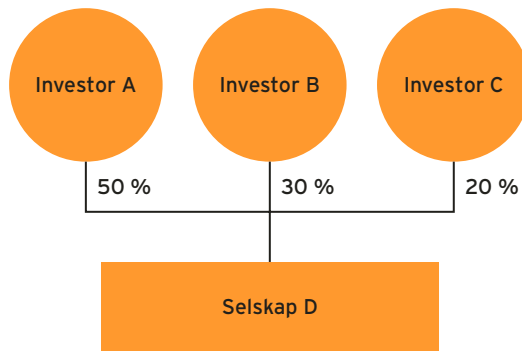 Investor A
Investor B
Investor C
50 %
30 %
20 %
Selskap D